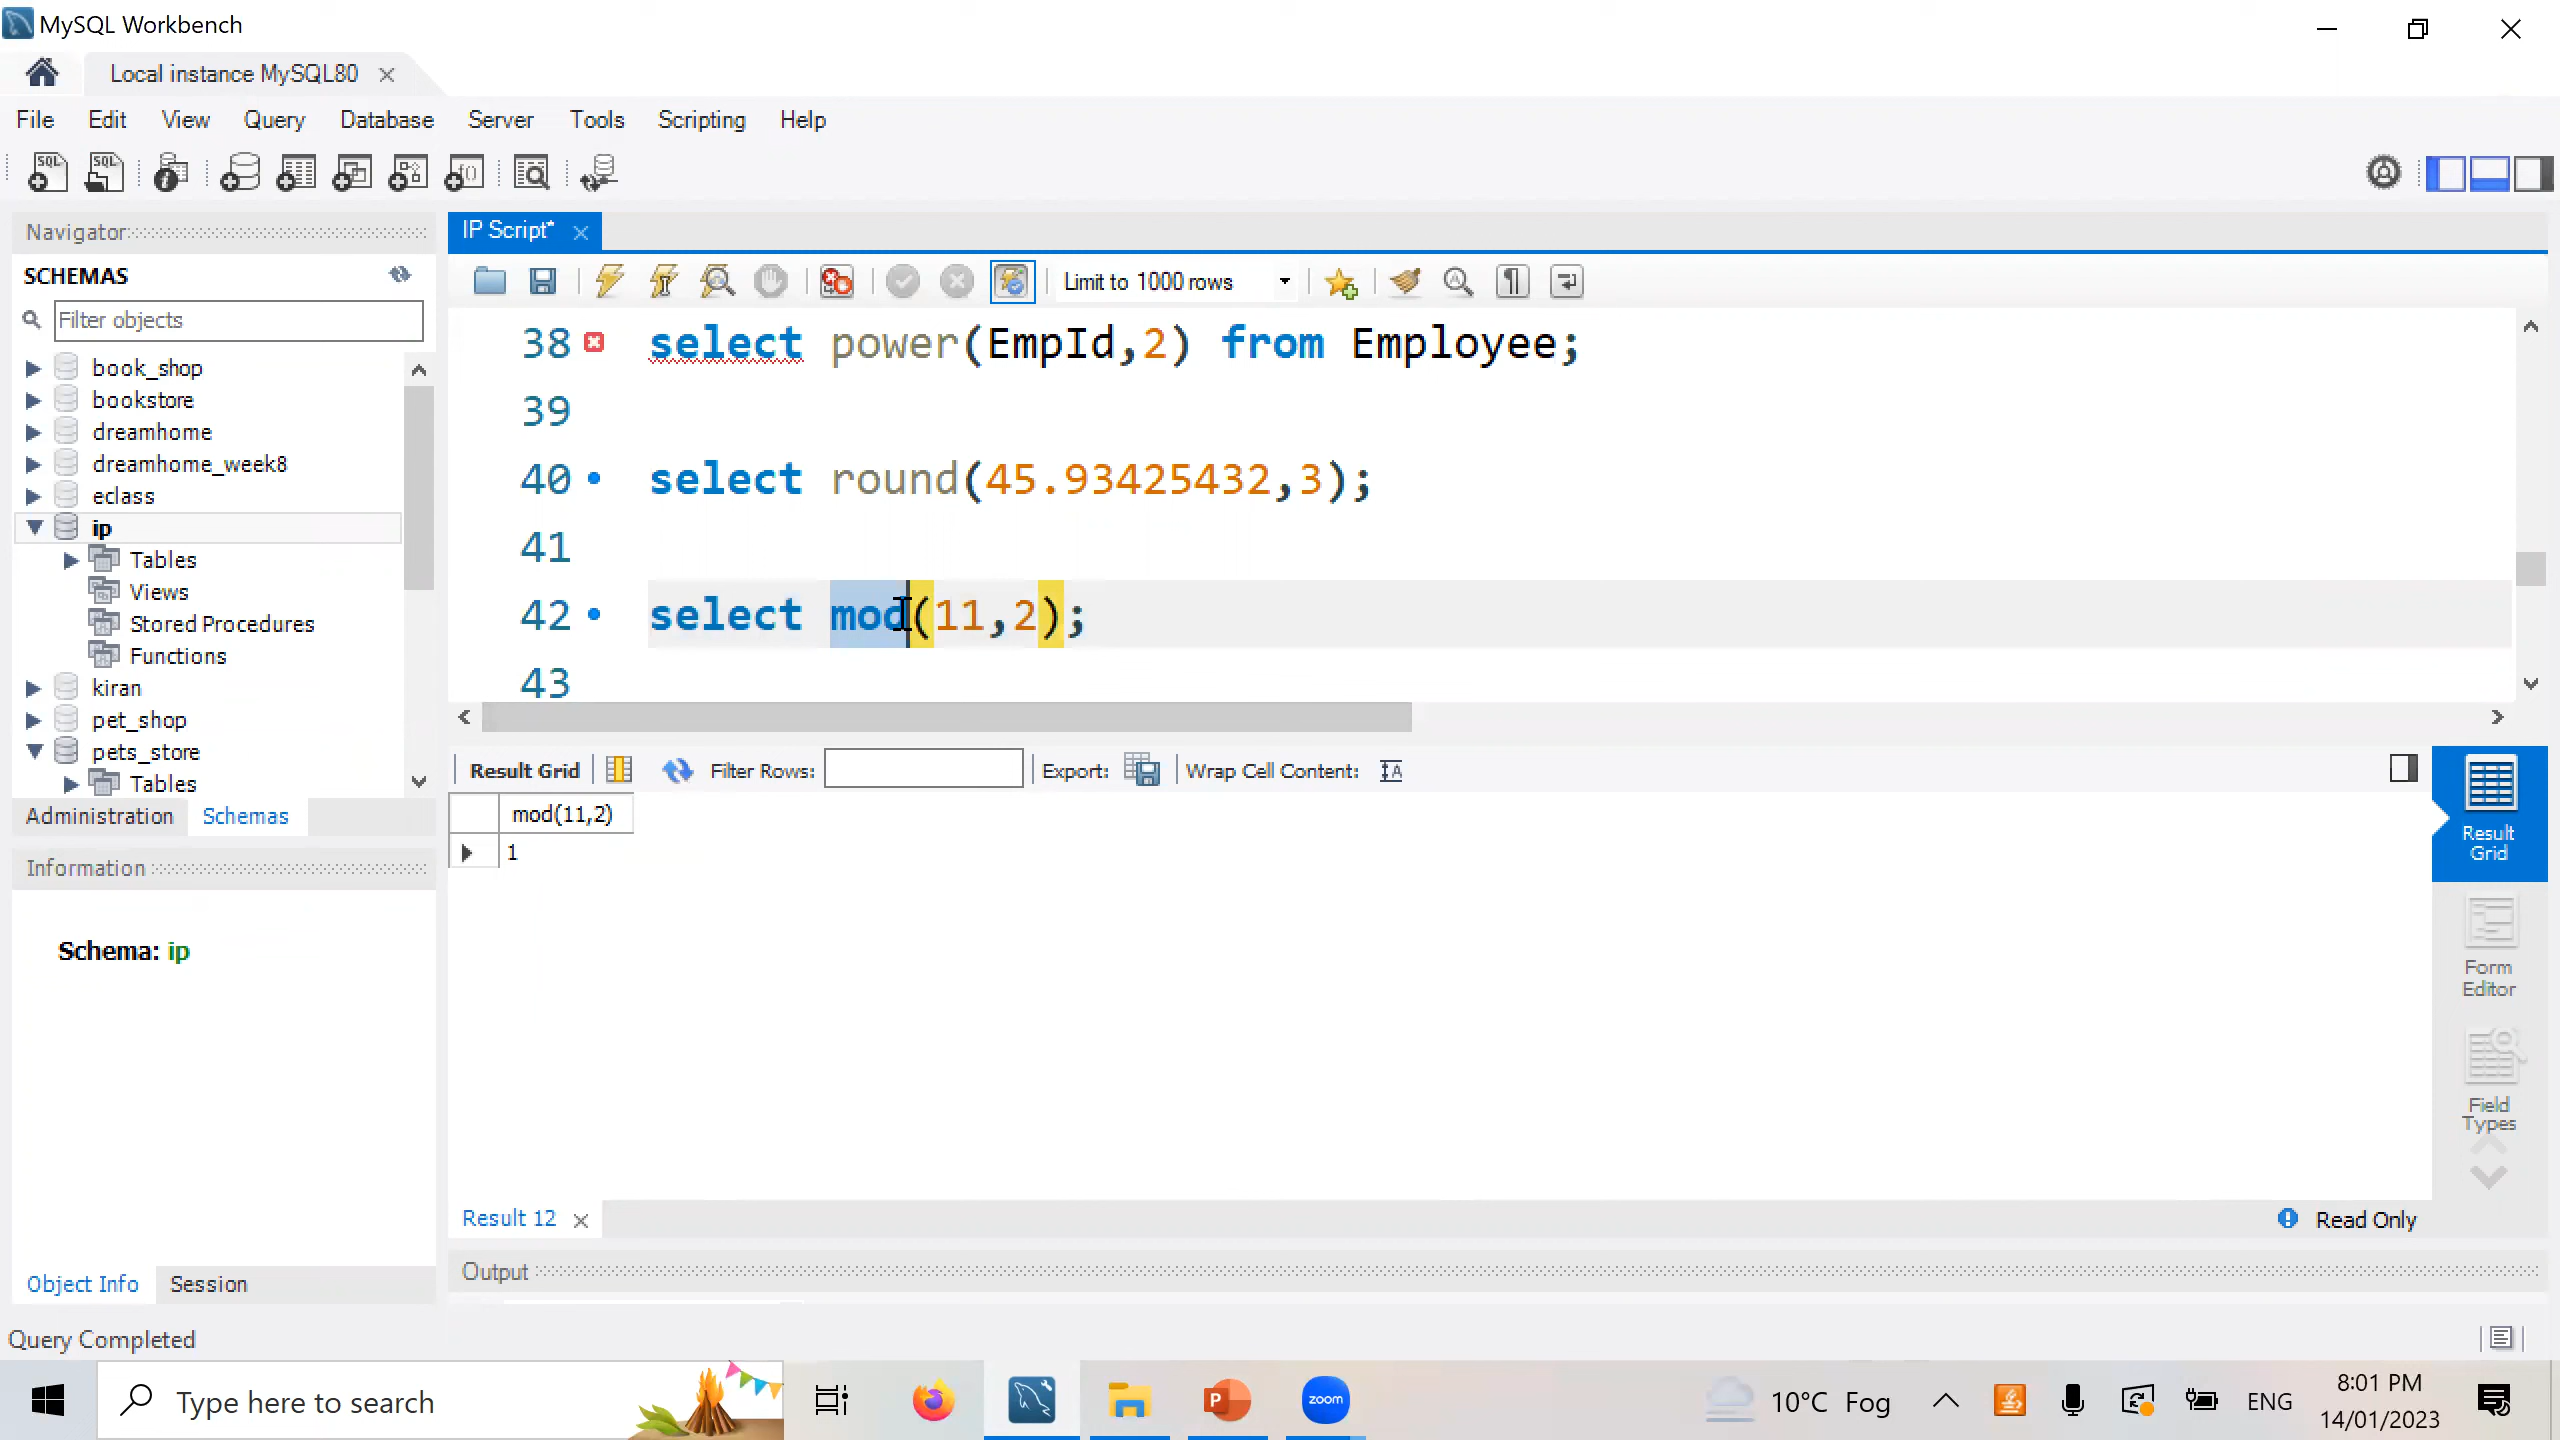 MySQL Workbench
Local instance MySQL80
File Edit View Query Database Server Tools Scripting Help
Navigator
IP Script*
SCHEMAS
Limit to 1000 rows
Filter objects
38 select power(EmpId,2) from Employee;
39
40 select round(45.93425432,3);
41
42 select mod(11,2);
43
book_shop
bookstore
dreamhome
dreamhome_week8
eclass
ip
Tables
Views
Stored Procedures
Functions
kiran
pet_shop
pets_store
Tables
Administration Schemas
Information
Schema: ip
Object Info Session
Result Grid Filter Rows: Export: Wrap Cell Content:
mod(11,2)
1
Result
Grid
Form
Editor
Field
Types
Result 12
Read Only
Output
Query Completed
Type here to search
zoom
10°C Fog
ENG
8:01 PM
14/01/2023